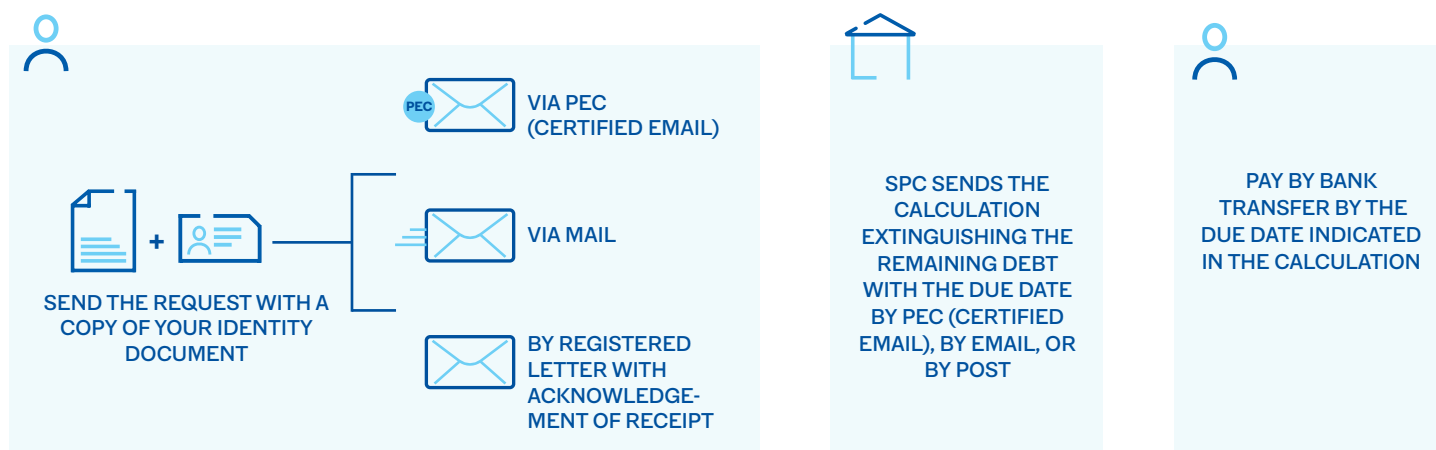 PEC
VIA PEC
(CERTIFIED EMAIL)
+
VIA MAIL
SEND THE REQUEST WITH A
COPY OF YOUR IDENTITY
DOCUMENT
BY REGISTERED
LETTER WITH
ACKNOWLEDGE-
MENT OF RECEIPT
SPC SENDS THE
CALCULATION
EXTINGUISHING THE
REMAINING DEBT
WITH THE DUE DATE
BY PEC (CERTIFIED
EMAIL), BY EMAIL, OR
BY POST
PAY BY BANK
TRANSFER BY THE
DUE DATE INDICATED
IN THE CALCULATION